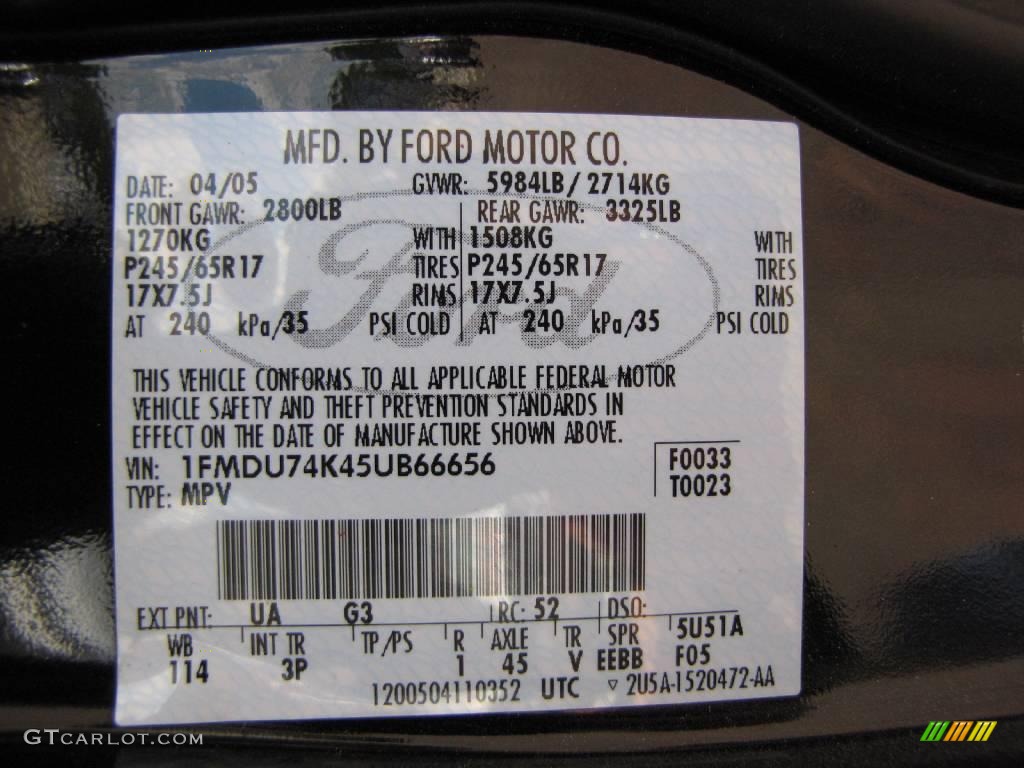 MFD. BY FORD MOTOR CO.
DATE: 04/05 GVWR: 5984LB/2714KG
FRONT GAWR: 2800LB REAR GAWR: 3325LB
1270KG WITH 1508KG WITH
P245/65R17 TIRES P245/65R17 TIRES
17X7.5J RIMS 17X7.5J RIMS
AT 240 kPa/35 PSI COLD AT 240 kPa/35 PSI COLD
Ford
THIS VEHICLE CONFORMS TO ALL APPLICABLE FEDERAL MOTOR
VEHICLE SAFETY AND THEFT PREVENTION STANDARDS IN
EFFECT ON THE DATE OF MANUFACTURE SHOWN ABOVE.
VIN: 1FMDU74K45UB66656 F0033
TYPE: MPV T0023
EXT PNT: UA G3 RC: 52 DSO:
WB INT TR TP/PS R AXLE TR SPR 5U51A
114 3P 1 45 V EEBB F05
1200504110352 UTC ▽ 2U5A-1520472-AA
GTCARLOT.COM